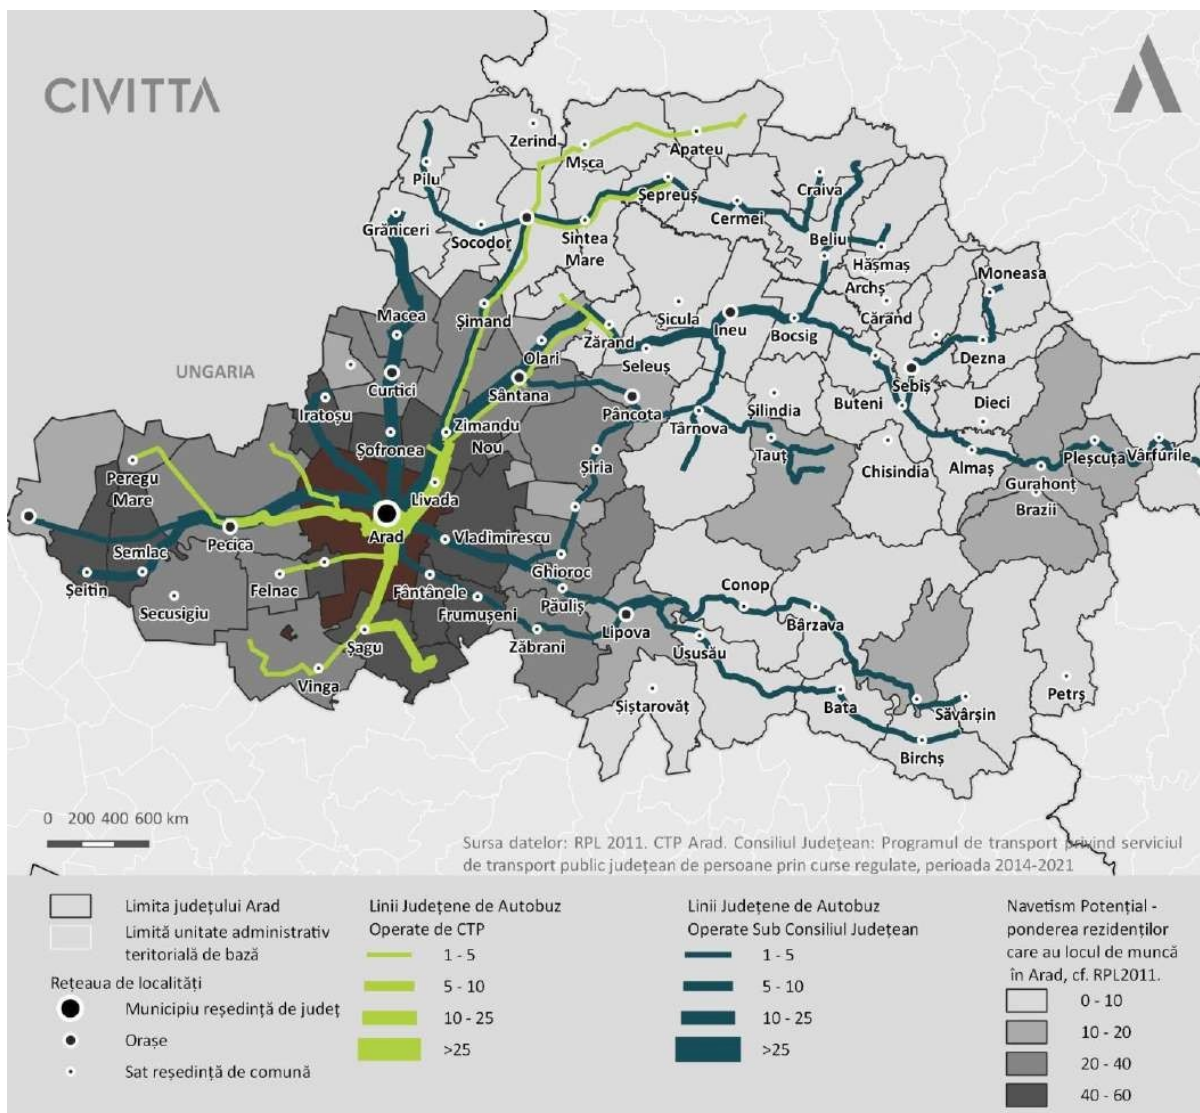 CIVITTA
Zerind
Mșca
Apateu
Pilu
Șepreuș
Craiva
Cermei
Grăniceri
Socodor
Sintea
Mare
Beliu
Hășmaș
Archș
Moneasa
Macea
Șimand
Cărand
Șicula
Ineu
Bocsig
Zărand
Olari
Seleuș
Dezna
UNGARIA
Curtici
Sântana
Sebiș
Iratoșu
Pâncota
Silindia
Buteni
Dieci
Zimandu
Nou
Târnova
Șofronea
Tauț
Chisindia
Almaș
Pleșcuța
Vârfurile
Șiria
Peregu
Mare
Gurahonț
Livada
Brazii
Arad
Vladimirescu
Pecica
Semlac
Ghioroc
Șeitin
Felnac
Fântânele
Conop
Secusigiu
Frumușeni
Păuliș
Bârzava
Lipova
Șagu
Zăbrani
Ususău
Vinga
Petrș
Șiștarovăț
Bata
Săvârșin
Birchș
0 200 400 600 km
Sursa datelor: RPL 2011. CTP Arad. Consiliul Județean: Programul de transport privind serviciul
de transport public județean de persoane prin curse regulate, perioada 2014-2021
Limita județului Arad
Limită unitate administrativ
teritorială de bază
Rețeaua de localități
Municipiu reședință de județ
Orașe
Sat reședință de comună
Linii Județene de Autobuz
Operate de CTP
1 - 5
5 - 10
10 - 25
>25
Linii Județene de Autobuz
Operate Sub Consiliul Județean
1 - 5
5 - 10
10 - 25
>25
Navetism Potențial -
ponderea rezidenților
care au locul de muncă
în Arad, cf. RPL2011.
0 - 10
10 - 20
20 - 40
40 - 60